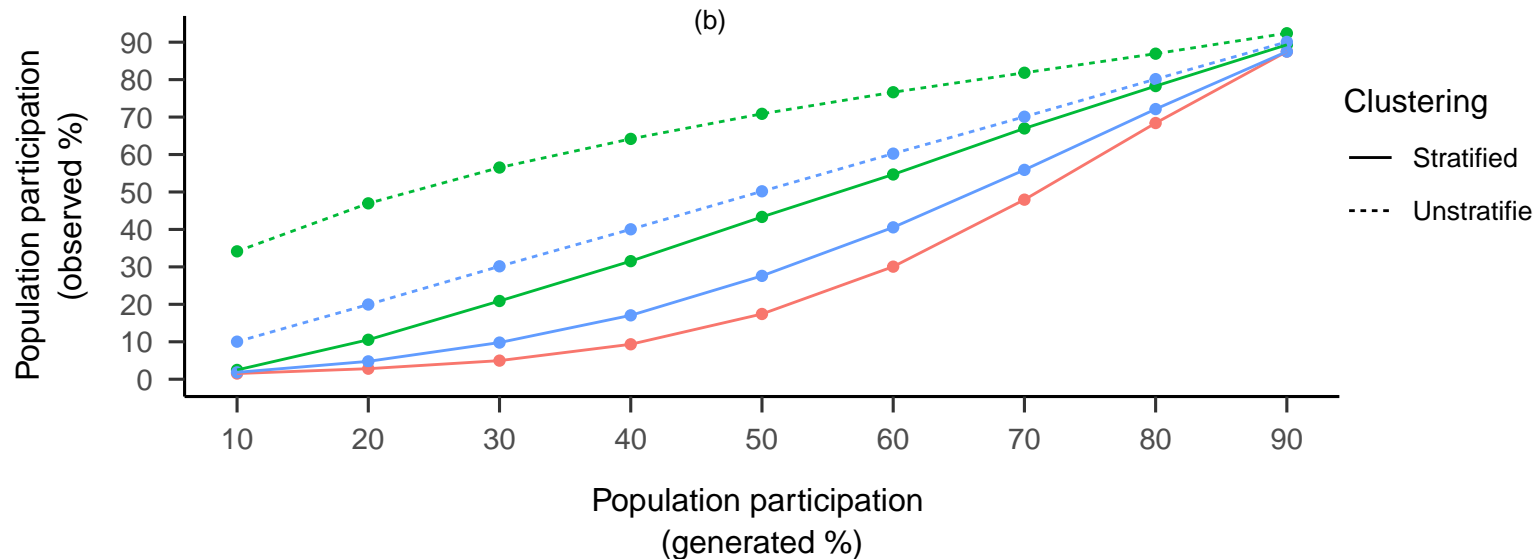 (b)
Population participation
(observed %)
90
80
70
60
50
40
30
20
10
0
10 20 30 40 50 60 70 80 90
Population participation
(generated %)
Clustering
Stratified
Unstratifie